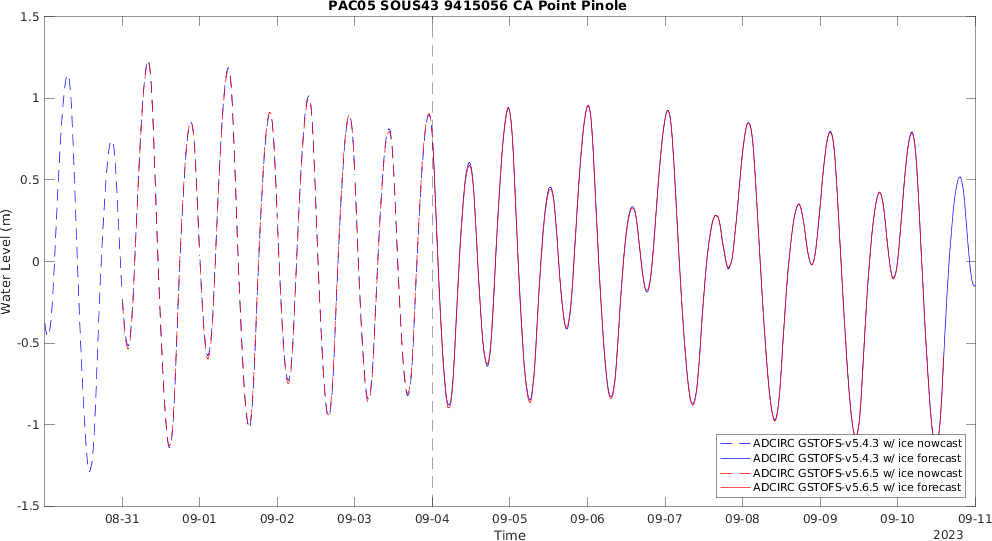 PAC05 SOUS43 9415056 CA Point Pinole
1.5
1
0.5
0
-0.5
-1
-1.5
Water Level (m)
08-31
09-01
09-02
09-03
09-04
09-05
09-06
09-07
09-08
09-09
09-10
09-11
Time
2023
ADCIRC GSTOFS-v5.4.3 w/ ice nowcast
ADCIRC GSTOFS-v5.4.3 w/ ice forecast
ADCIRC GSTOFS-v5.6.5 w/ ice nowcast
ADCIRC GSTOFS-v5.6.5 w/ ice forecast